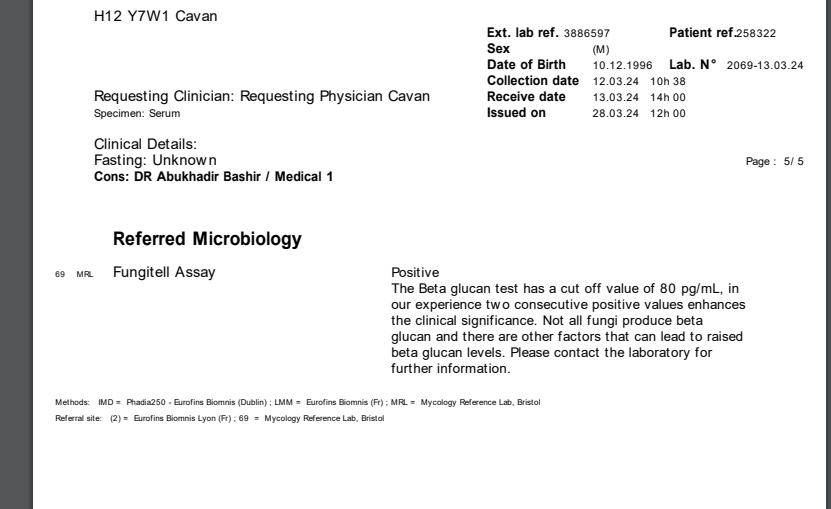 H12 Y7W1 Cavan
Ext. lab ref. 3886597 Patient ref.258322
Sex (M)
Date of Birth 10.12.1996 Lab. N° 2069-13.03.24
Collection date 12.03.24 10h38
Requesting Clinician: Requesting Physician Cavan Receive date 13.03.24 14h00
Specimen: Serum Issued on 28.03.24 12h00
Clinical Details:
Fasting: Unknown Page : 5/ 5
Cons: DR Abukhadir Bashir / Medical 1
Referred Microbiology
69 MRL Fungitell Assay Positive
The Beta glucan test has a cut off value of 80 pg/mL, in
our experience two consecutive positive values enhances
the clinical significance. Not all fungi produce beta
glucan and there are other factors that can lead to raised
beta glucan levels. Please contact the laboratory for
further information.
Methods: IMD = Phadia250 - Eurofins Biomnis (Dublin) ; LMM = Eurofins Biomnis (Fr) ; MRL = Mycology Reference Lab, Bristol
Referral site: (2) = Eurofins Biomnis Lyon (Fr) ; 69 = Mycology Reference Lab, Bristol